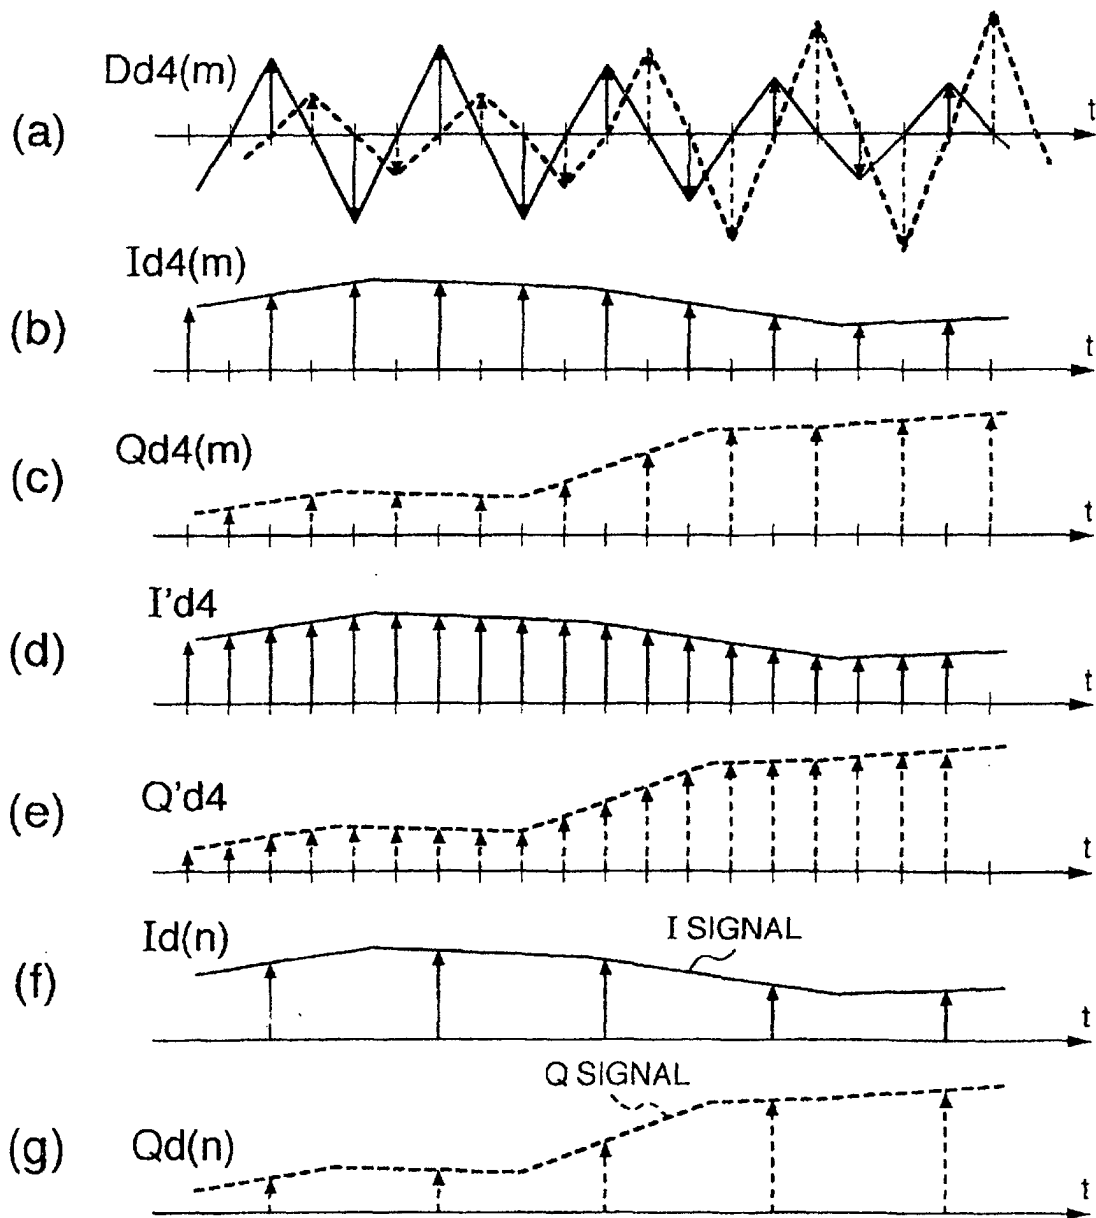 Dd4(m)
(a)
t
Id4(m)
(b)
t
Qd4(m)
(c)
t
I'd4
(d)
t
Q'd4
(e)
t
Id(n)
I SIGNAL
(f)
t
Q SIGNAL
Qd(n)
(g)
t